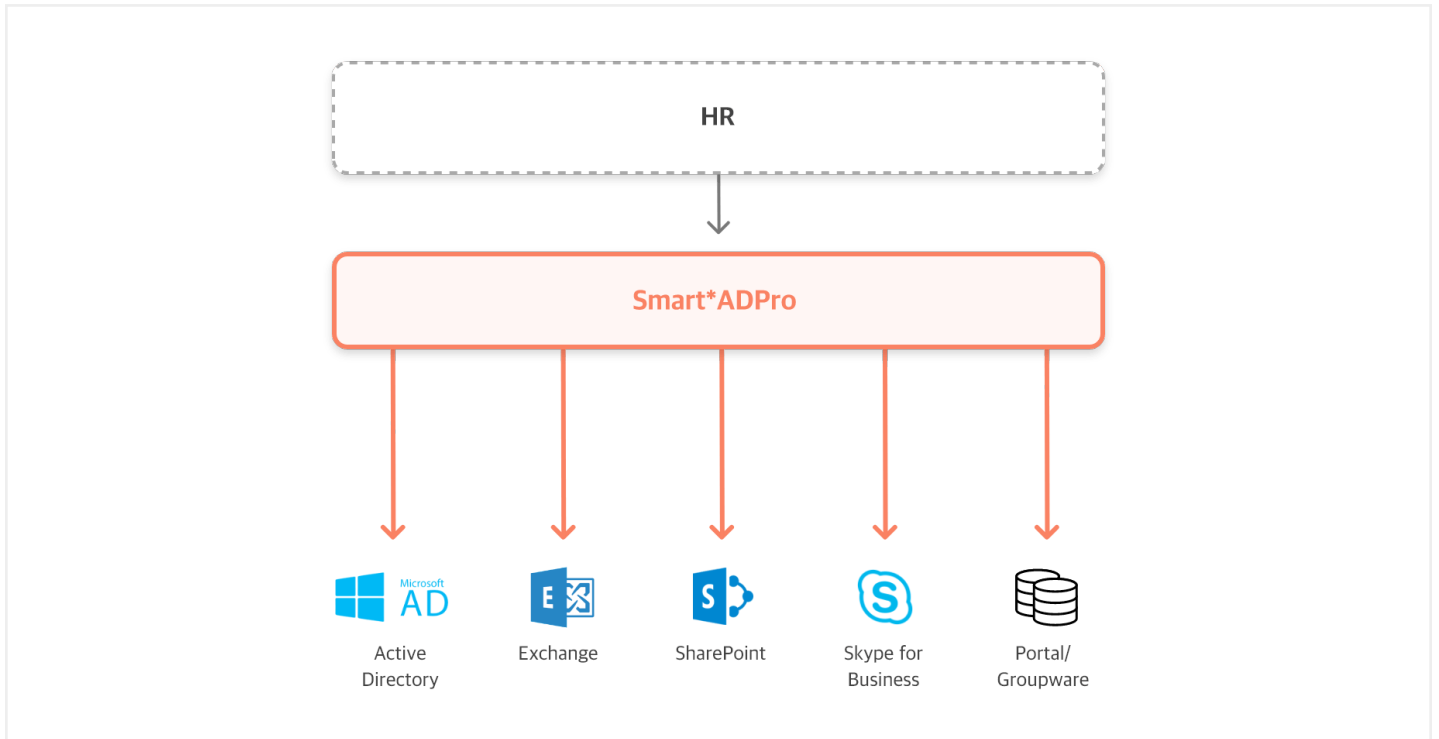 HR
Smart*ADPro
Microsoft
AD
E
S
S
Active
Directory
Exchange
SharePoint
Skype for
Business
Portal/
Groupware